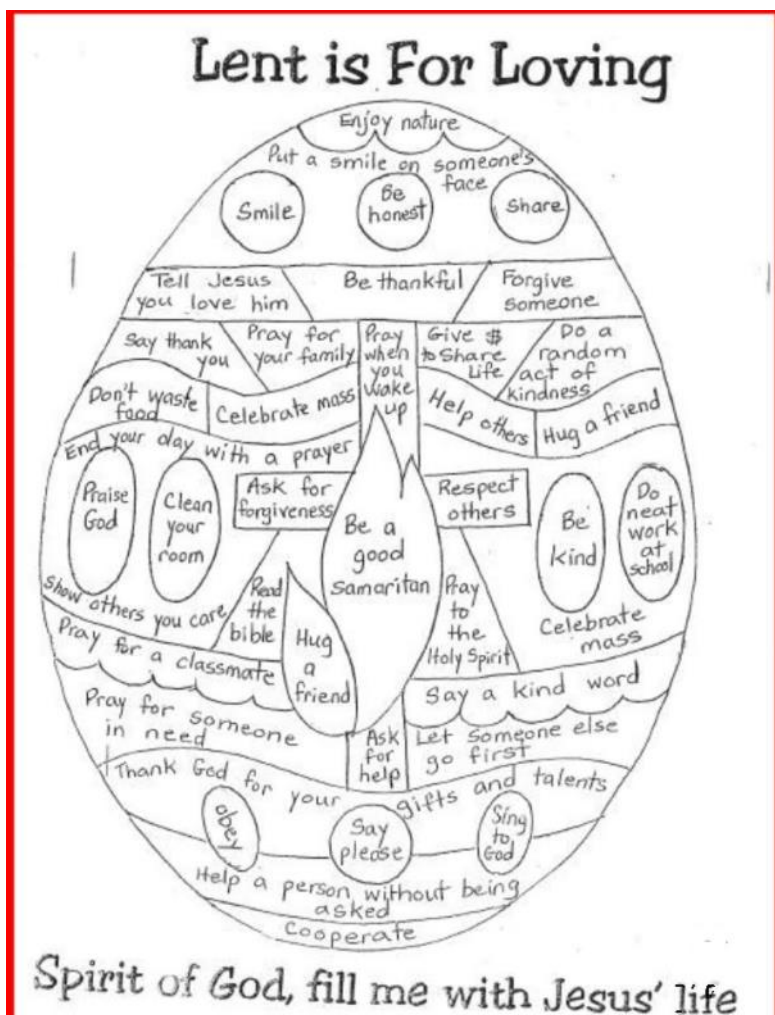 Lent is For Loving
Enjoy nature
Put a smile on someone's
face
Smile
Be
honest
Share
Tell Jesus
you love him
Be thankful
Forgive
someone
Say thank
you
Pray for
your family
Pray
when
you
wake
up
Give $
to Share
Life
Do a
random
act of
kindness
Don't waste
food
Celebrate mass
Help others
Hug a friend
End your day with a prayer
Praise
God
Clean
your
room
Ask for
forgiveness
Be a
good
Samaritan
Respect
others
Be
kind
Do
neat
work
at
school
Show others you care
Read
the
bible
Hug
a
friend
Pray
to
the
Holy Spirit
Celebrate
mass
Pray for a classmate
Say a kind word
Pray for someone
in need
Ask
for
help
Let someone else
go first
Thank God for your gifts and talents
obey
Say
please
Sing
to
God
Help a person without being
asked
Cooperate
Spirit of God, fill me with Jesus' life